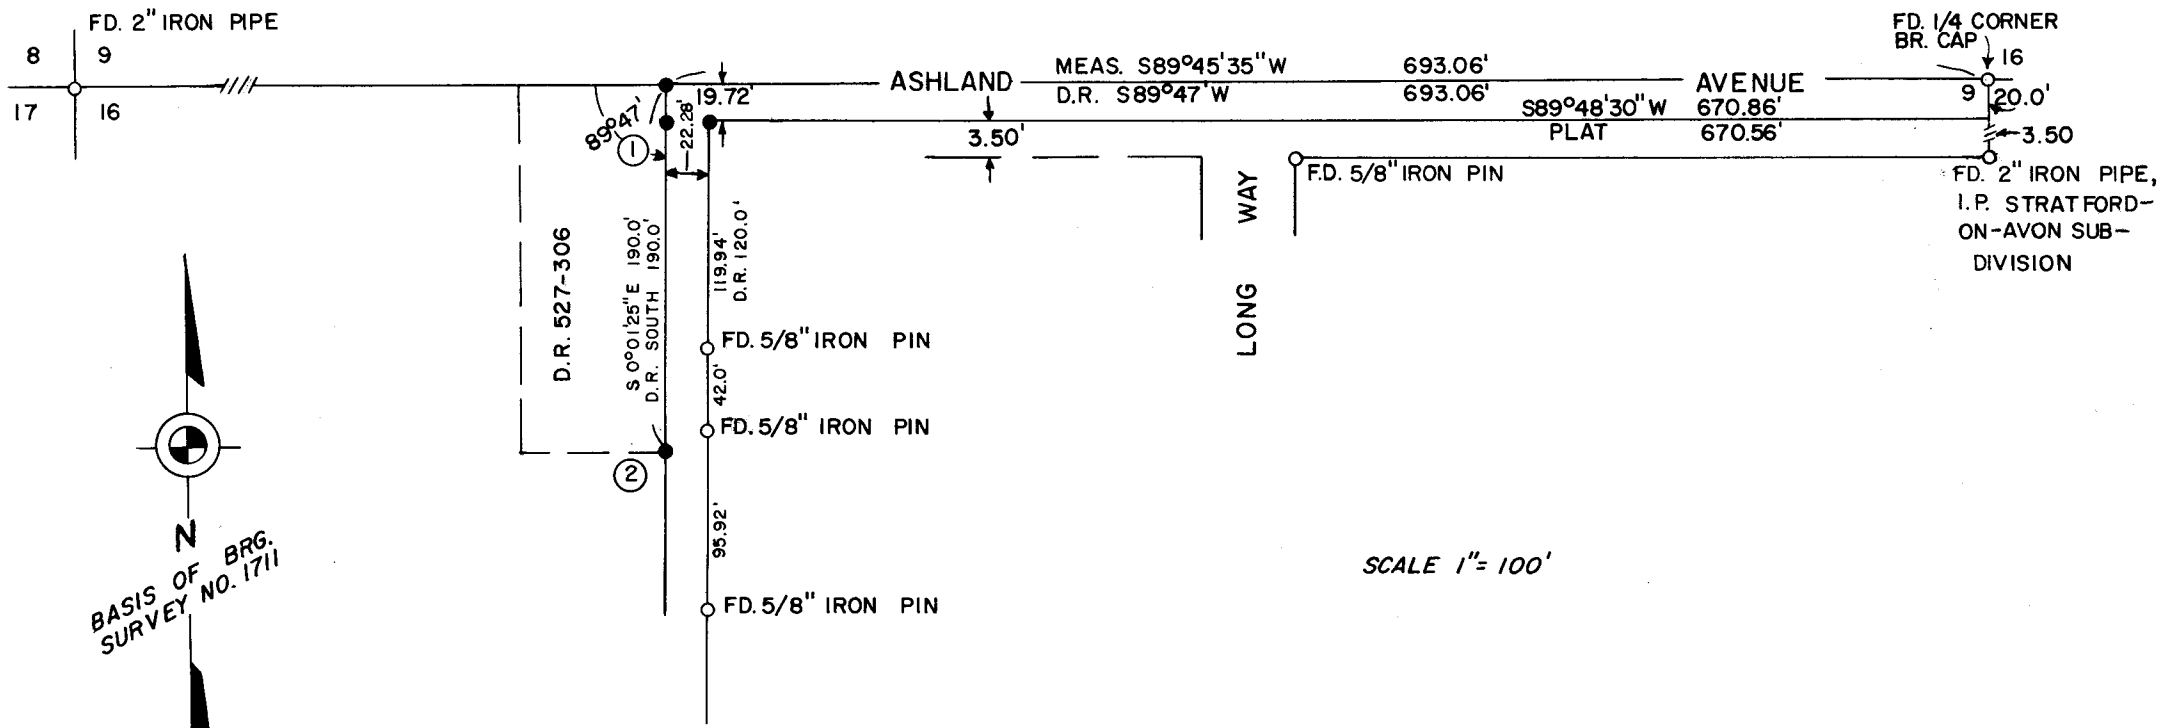 FD. 2" IRON PIPE
8 9
17 16
FD. 1/4 CORNER
BR. CAP
16
9
20.0'
3.50
MEAS. S89°45'35"W 693.06'
ASHLAND AVENUE
D.R. S89°47'W 693.06'
S89°48'30"W 670.86'
PLAT 670.56'
19.72'
89°47'
22.28'
1
3.50'
F.D. 5/8" IRON PIN
FD. 2" IRON PIPE,
I.P. STRATFORD-
ON-AVON SUB-
DIVISION
LONG WAY
D.R. 527-306
S 0°01'25" E 190.0'
D.R. SOUTH 190.0'
119.94'
D.R. 120.0'
FD. 5/8" IRON PIN
42.0'
FD. 5/8" IRON PIN
2
95.92'
FD. 5/8" IRON PIN
N
BASIS OF BRG.
SURVEY NO. 1711
SCALE 1"= 100'